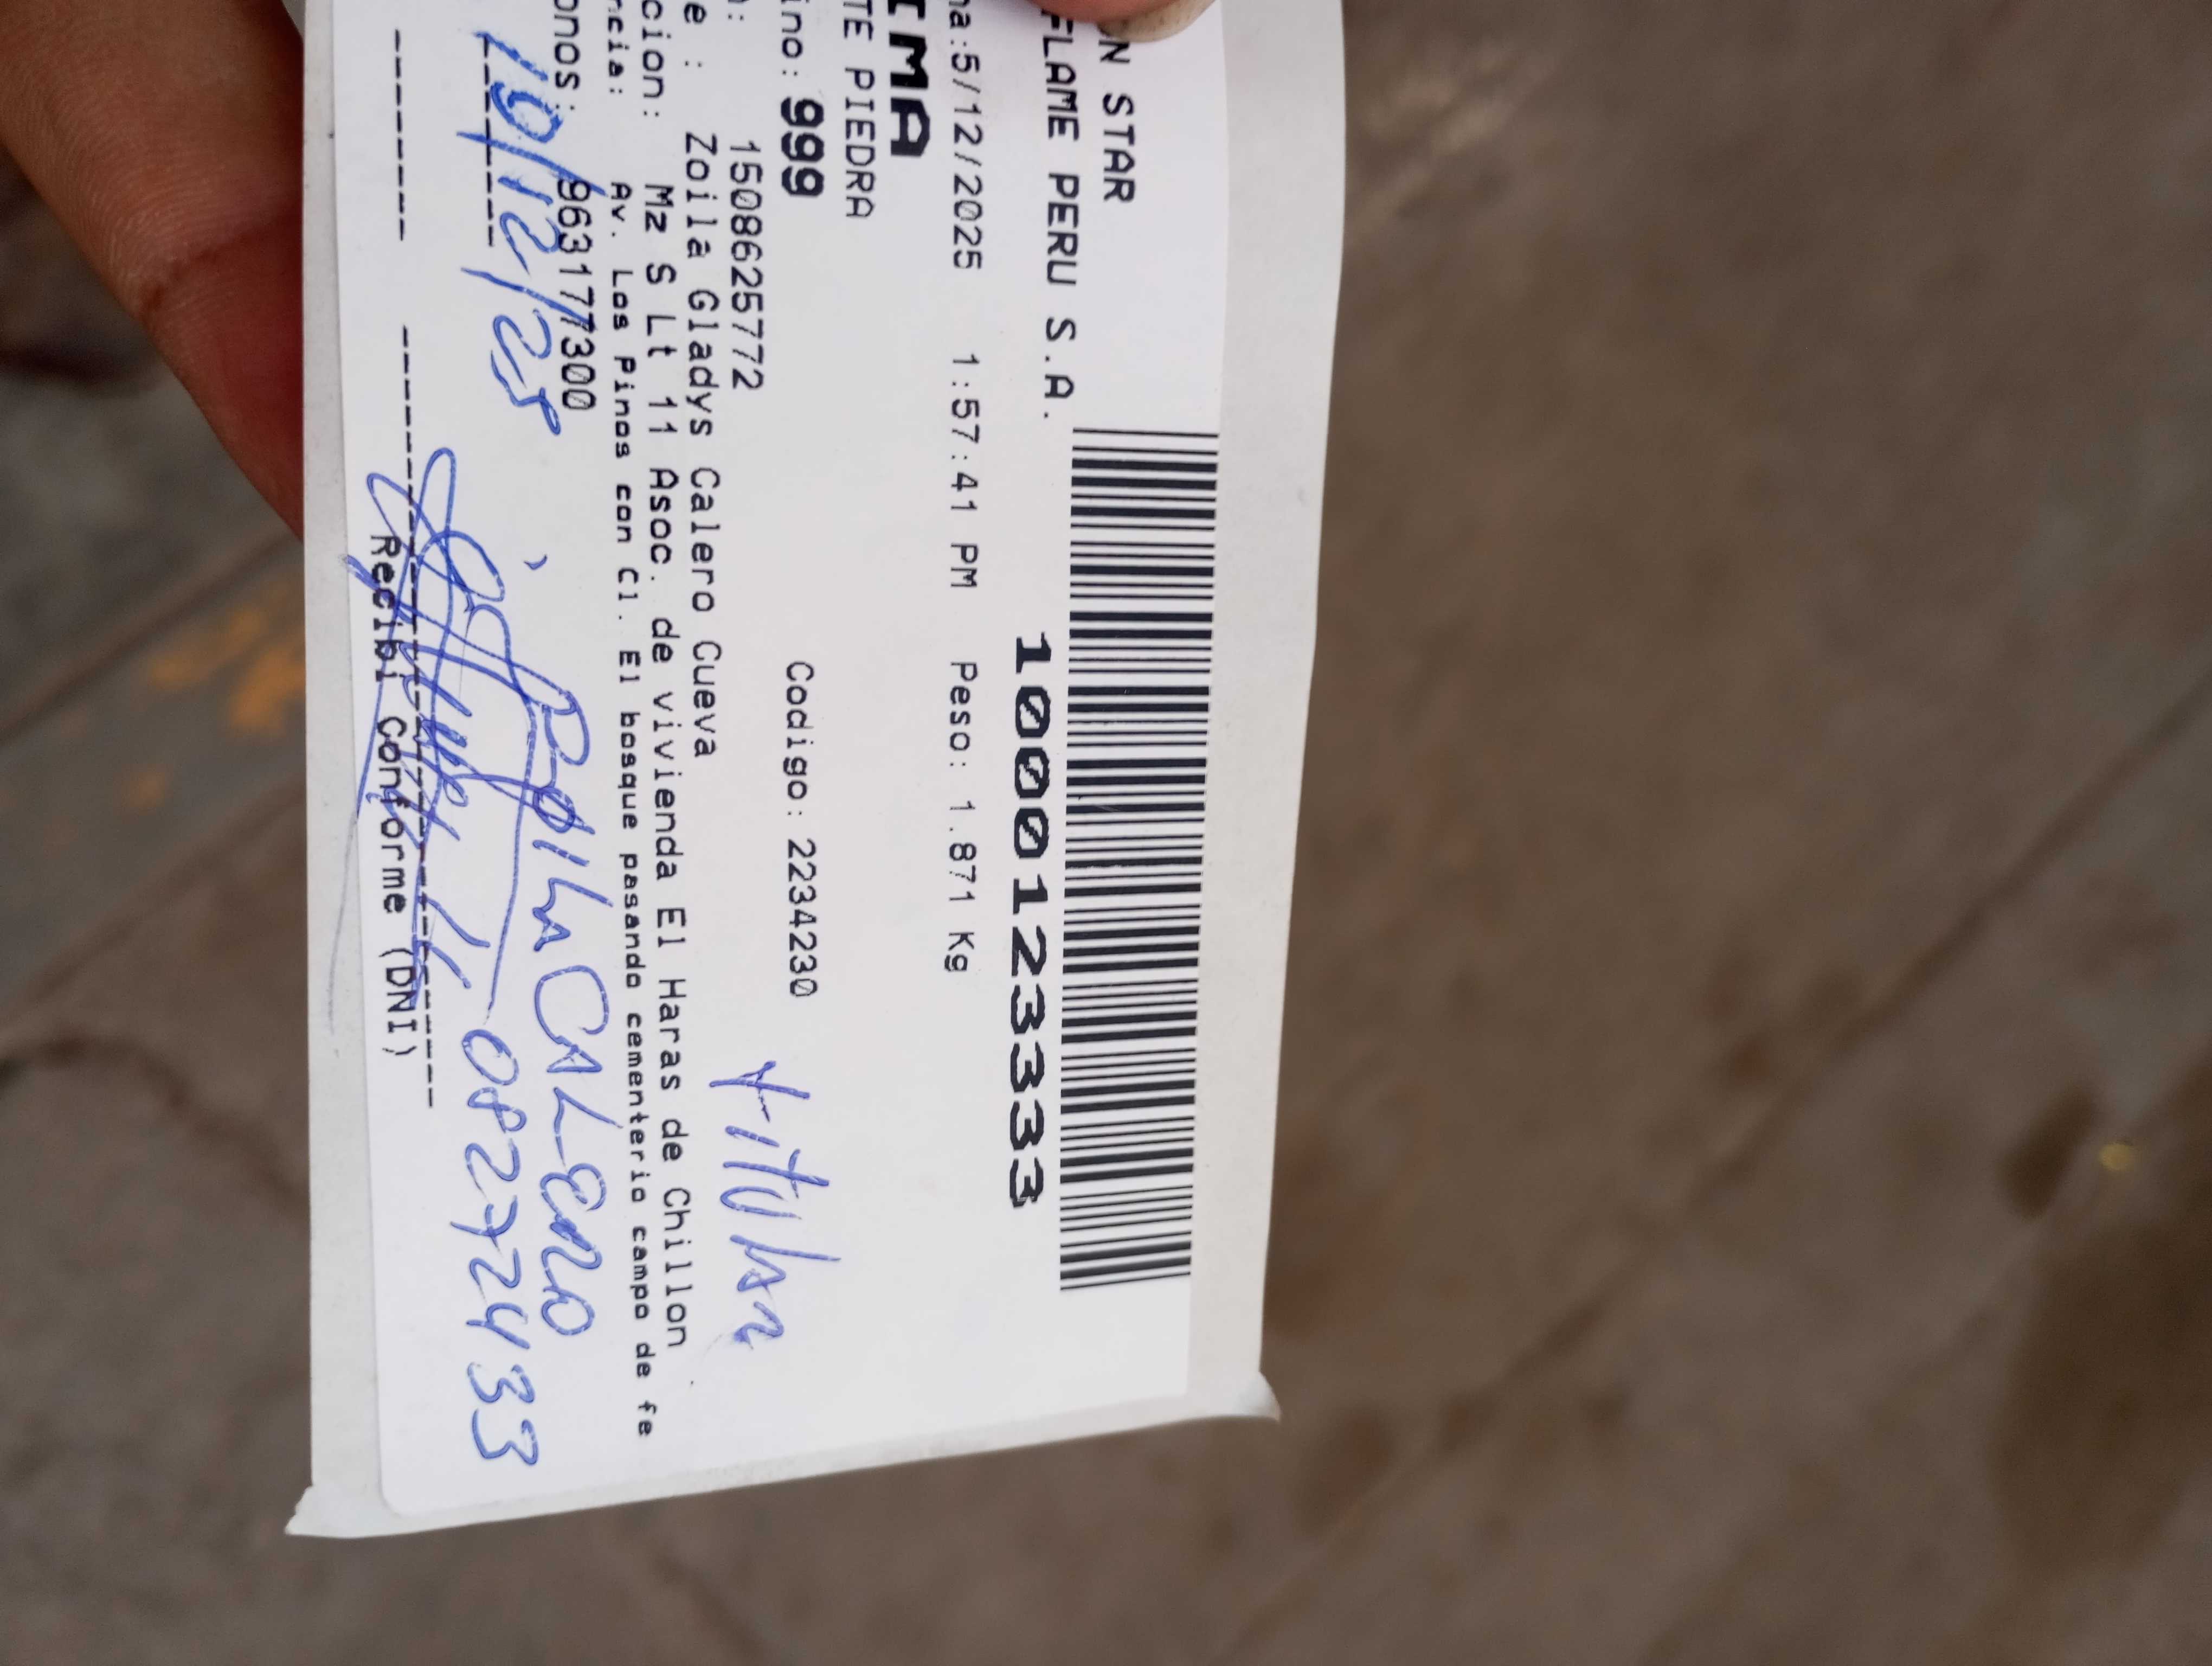 N STAR
FLAME PERU S.A.
10001233333
na:5/12/2025 1:57:41 PM Peso: 1.871 Kg
IMA
TE PIEDRA
ino: 999 Codigo: 2234230
: 1508625772
e : Zoila Gladys Calero Cueva
titular
cion: Mz S Lt 11 Asoc. de vivienda El Haras de Chillon
ncia: Av. Los Pinos con Cl. El bosque pasando cementerio campo de fe
onos: 963177300
10/12/25
Zoila CALERO
08272433
Recibi Conforme (DNI)